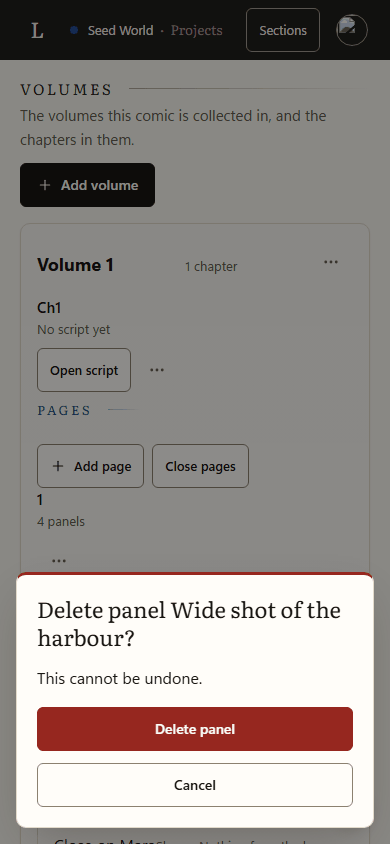 L
Seed World · Projects
Sections
VOLUMES
The volumes this comic is collected in, and the
chapters in them.
+ Add volume
Volume 1
1 chapter
···
Ch1
No script yet
Open script
···
PAGES
+ Add page
Close pages
1
4 panels
···
Delete panel Wide shot of the
harbour?
This cannot be undone.
Delete panel
Cancel